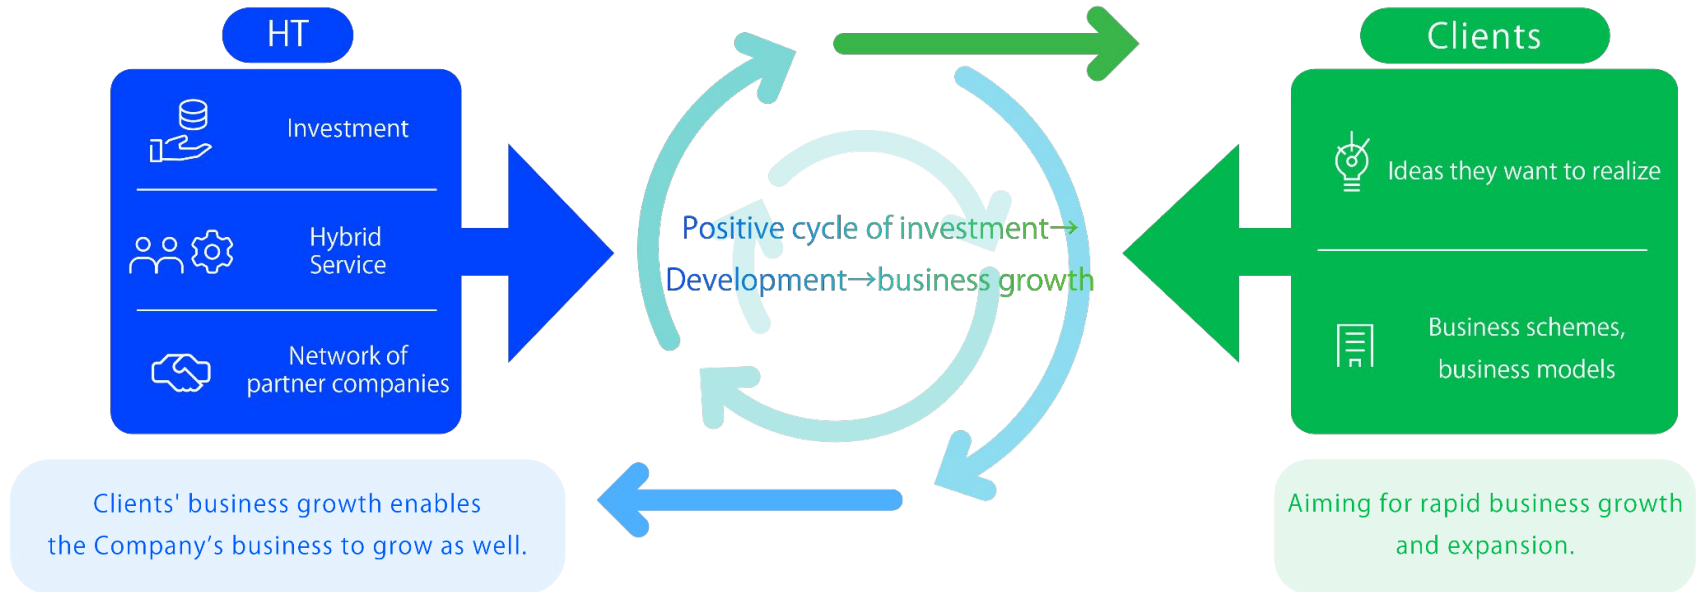 HT
Investment
Hybrid
Service
Network of
partner companies
Positive cycle of investment→
Development→business growth
Clients
Ideas they want to realize
Business schemes,
business models
Clients' business growth enables
the Company’s business to grow as well.
Aiming for rapid business growth
and expansion.